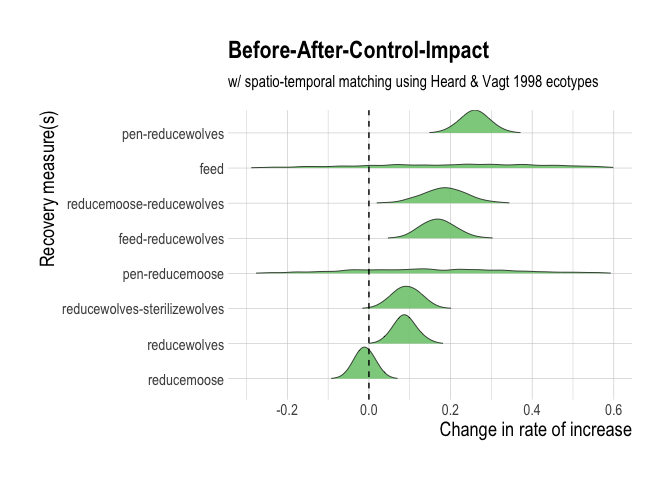 Before-After-Control-Impact
w/ spatio-temporal matching using Heard & Vagt 1998 ecotypes
Recovery measure(s)
pen-reducewolves
feed
reducemoose-reducewolves
feed-reducewolves
pen-reducemoose
reducewolves-sterilizewolves
reducewolves
reducemoose
-0.2 0.0 0.2 0.4 0.6
Change in rate of increase